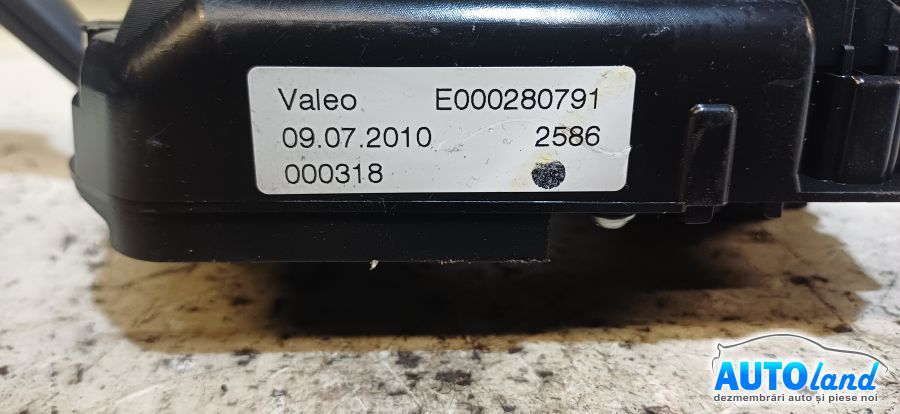 Valeo E000280791
09.07.2010 2586
000318
AUTOland
dezmembrări auto și piese noi